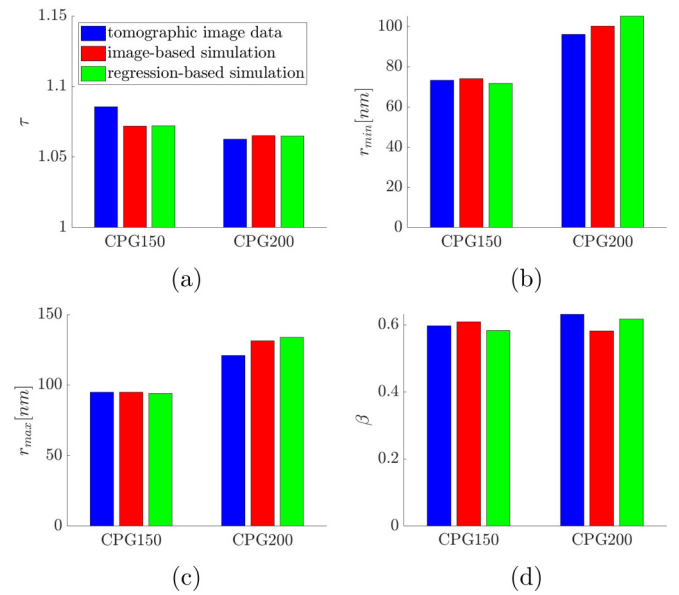 1.15
1.1
1.05
1
τ
tomographic image data
image-based simulation
regression-based simulation
CPG150 CPG200
(a)
100
80
60
40
20
0
r_min[nm]
CPG150 CPG200
(b)
150
100
50
0
r_max[nm]
CPG150 CPG200
(c)
0.6
0.4
0.2
0
β
CPG150 CPG200
(d)